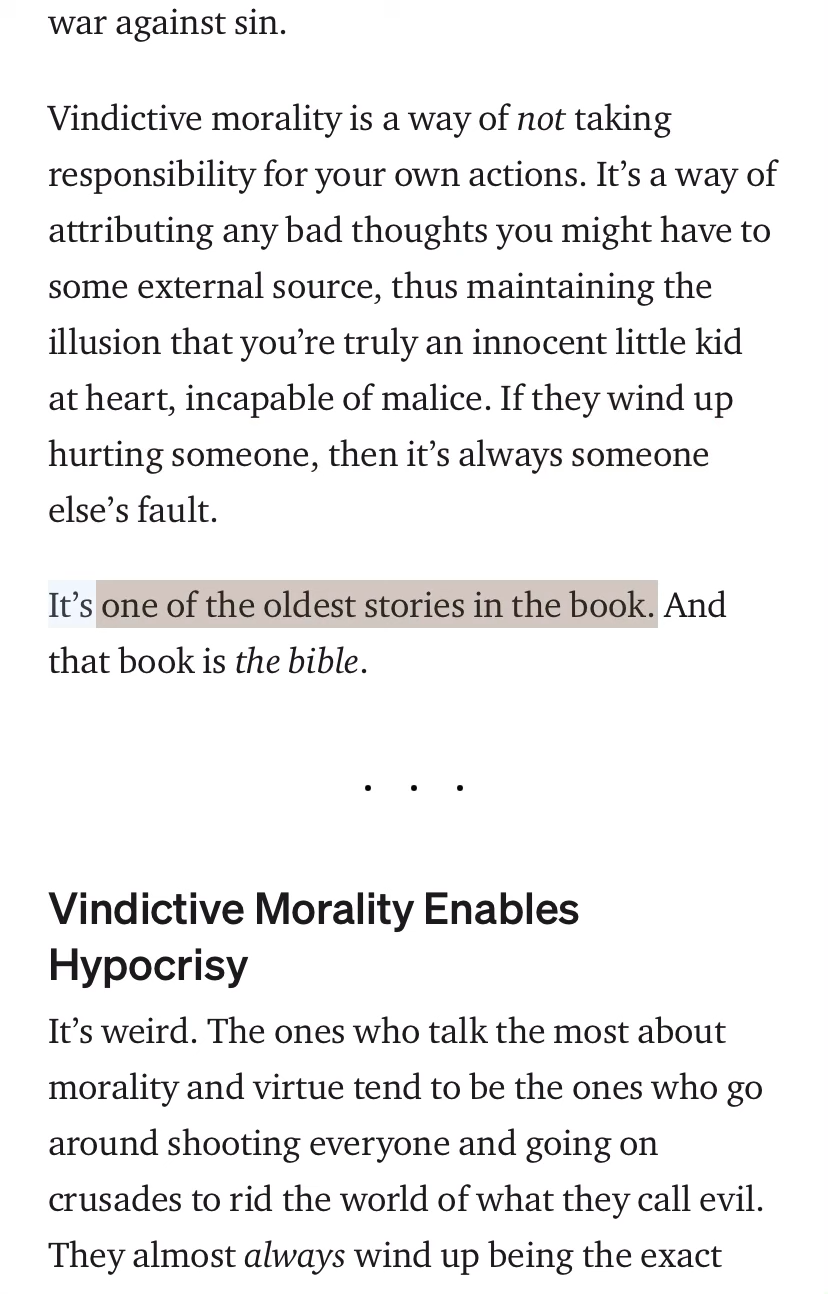 war against sin.
Vindictive morality is a way of not taking
responsibility for your own actions. It’s a way of
attributing any bad thoughts you might have to
some external source, thus maintaining the
illusion that you’re truly an innocent little kid
at heart, incapable of malice. If they wind up
hurting someone, then it’s always someone
else’s fault.
It’s one of the oldest stories in the book. And
that book is the bible.
. . .
Vindictive Morality Enables
Hypocrisy
It’s weird. The ones who talk the most about
morality and virtue tend to be the ones who go
around shooting everyone and going on
crusades to rid the world of what they call evil.
They almost always wind up being the exact